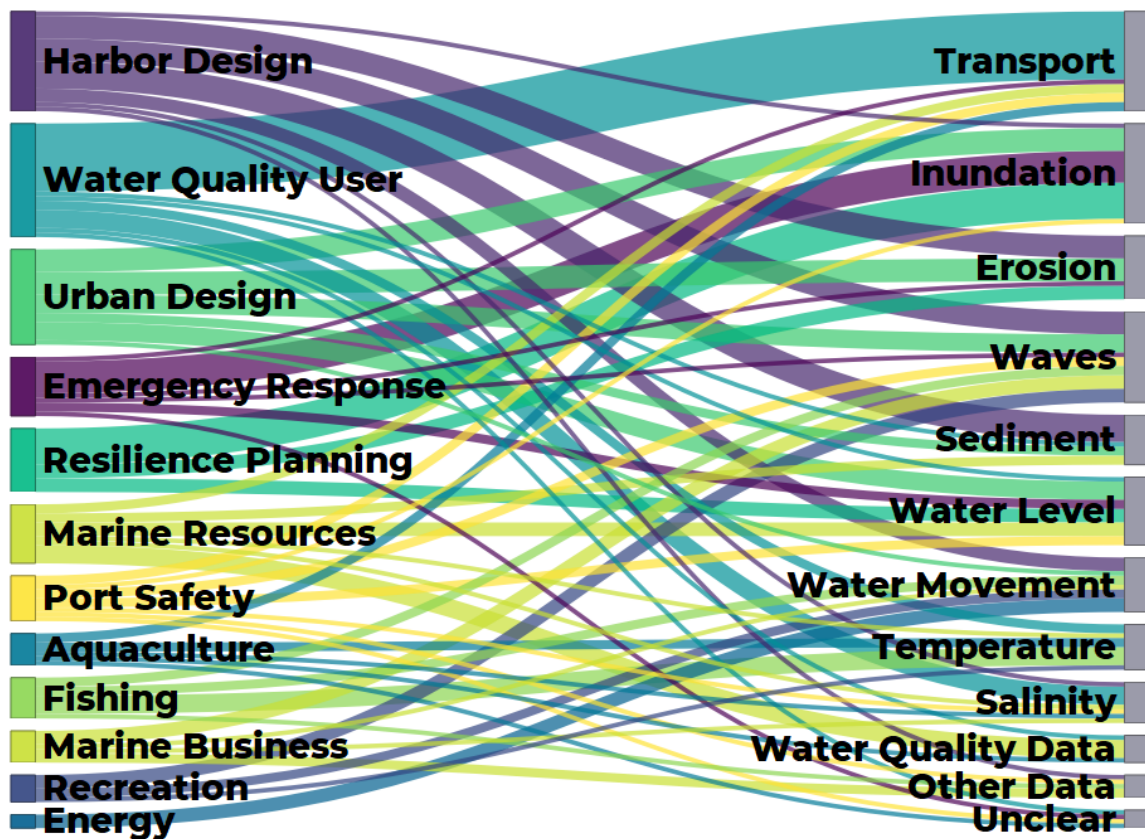 Harbor Design
Water Quality User
Urban Design
Emergency Response
Resilience Planning
Marine Resources
Port Safety
Aquaculture
Fishing
Marine Business
Recreation
Energy
Transport
Inundation
Erosion
Waves
Sediment
Water Level
Water Movement
Temperature
Salinity
Water Quality Data
Other Data
Unclear